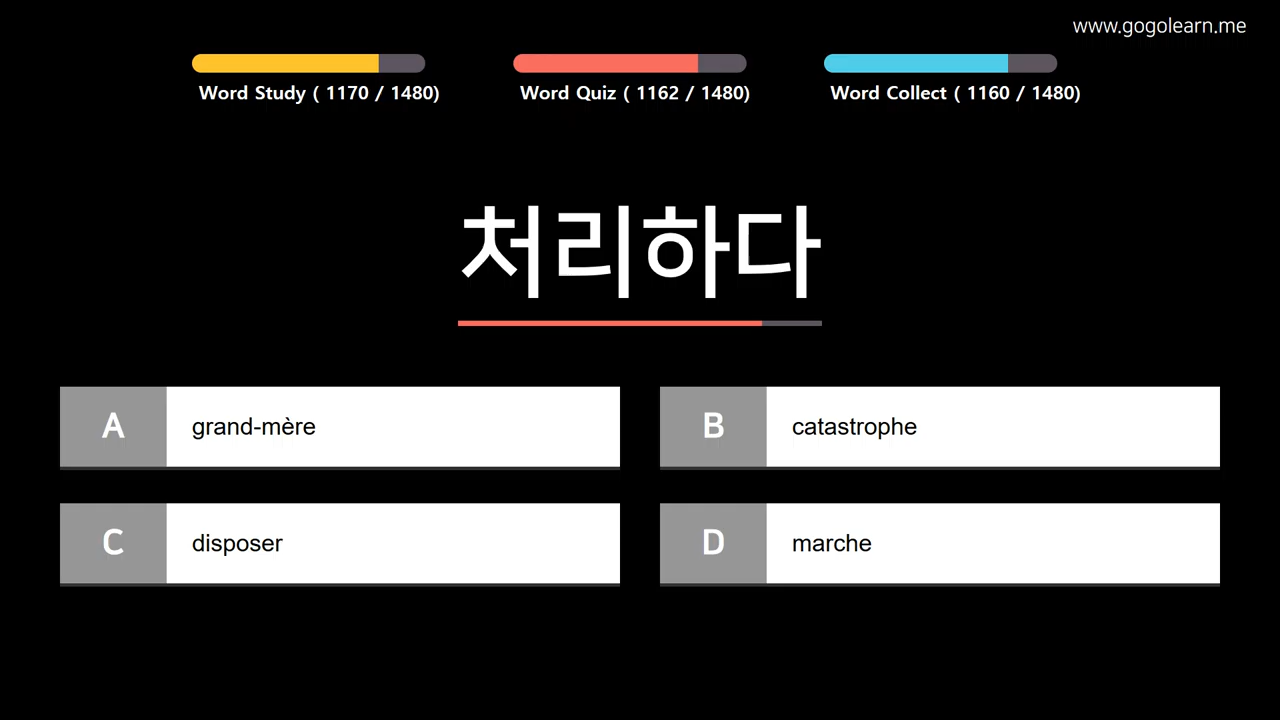 www.gogolearn.me
Word Study ( 1170 / 1480)
Word Quiz ( 1162 / 1480)
Word Collect ( 1160 / 1480)
처리하다
A grand-mère
B catastrophe
C disposer
D marche